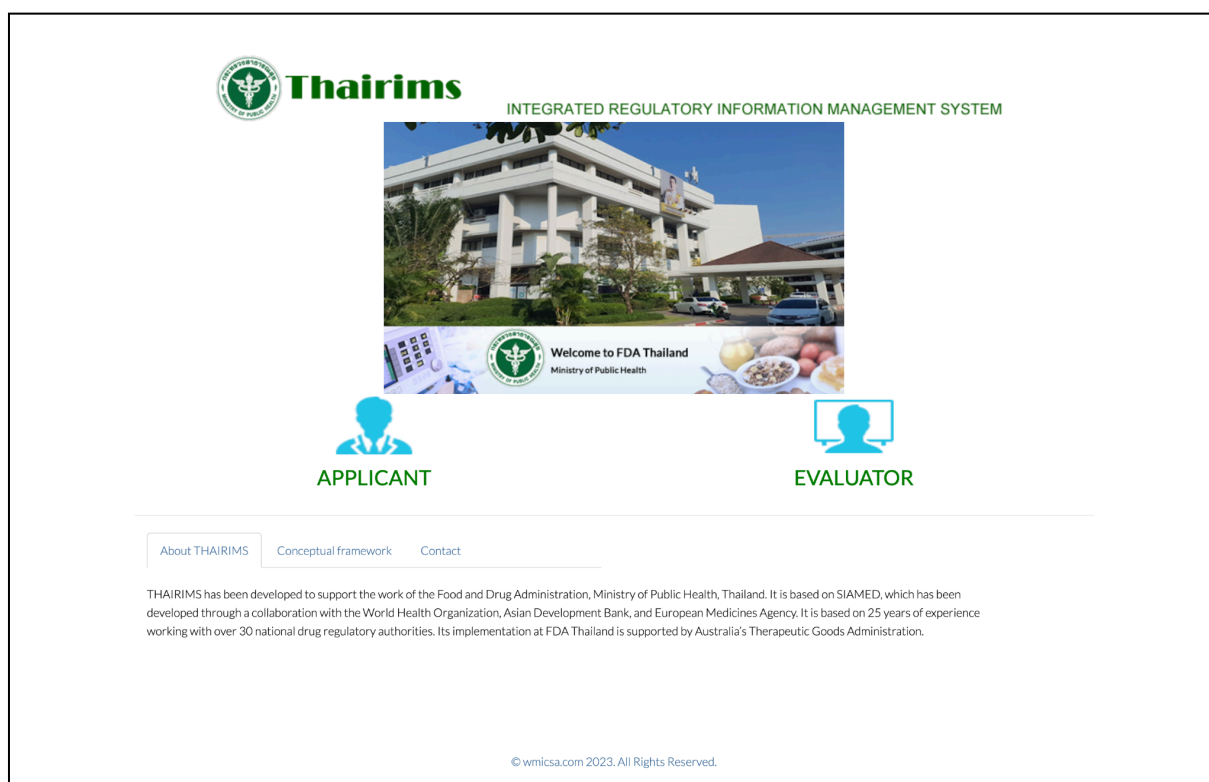 Thairims
INTEGRATED REGULATORY INFORMATION MANAGEMENT SYSTEM
Welcome to FDA Thailand
Ministry of Public Health
APPLICANT
EVALUATOR
About THAIRIMS
Conceptual framework
Contact
THAIRIMS has been developed to support the work of the Food and Drug Administration, Ministry of Public Health, Thailand. It is based on SIAMED, which has been
developed through a collaboration with the World Health Organization, Asian Development Bank, and European Medicines Agency. It is based on 25 years of experience
working with over 30 national drug regulatory authorities. Its implementation at FDA Thailand is supported by Australia's Therapeutic Goods Administration.
© wmicsa.com 2023. All Rights Reserved.